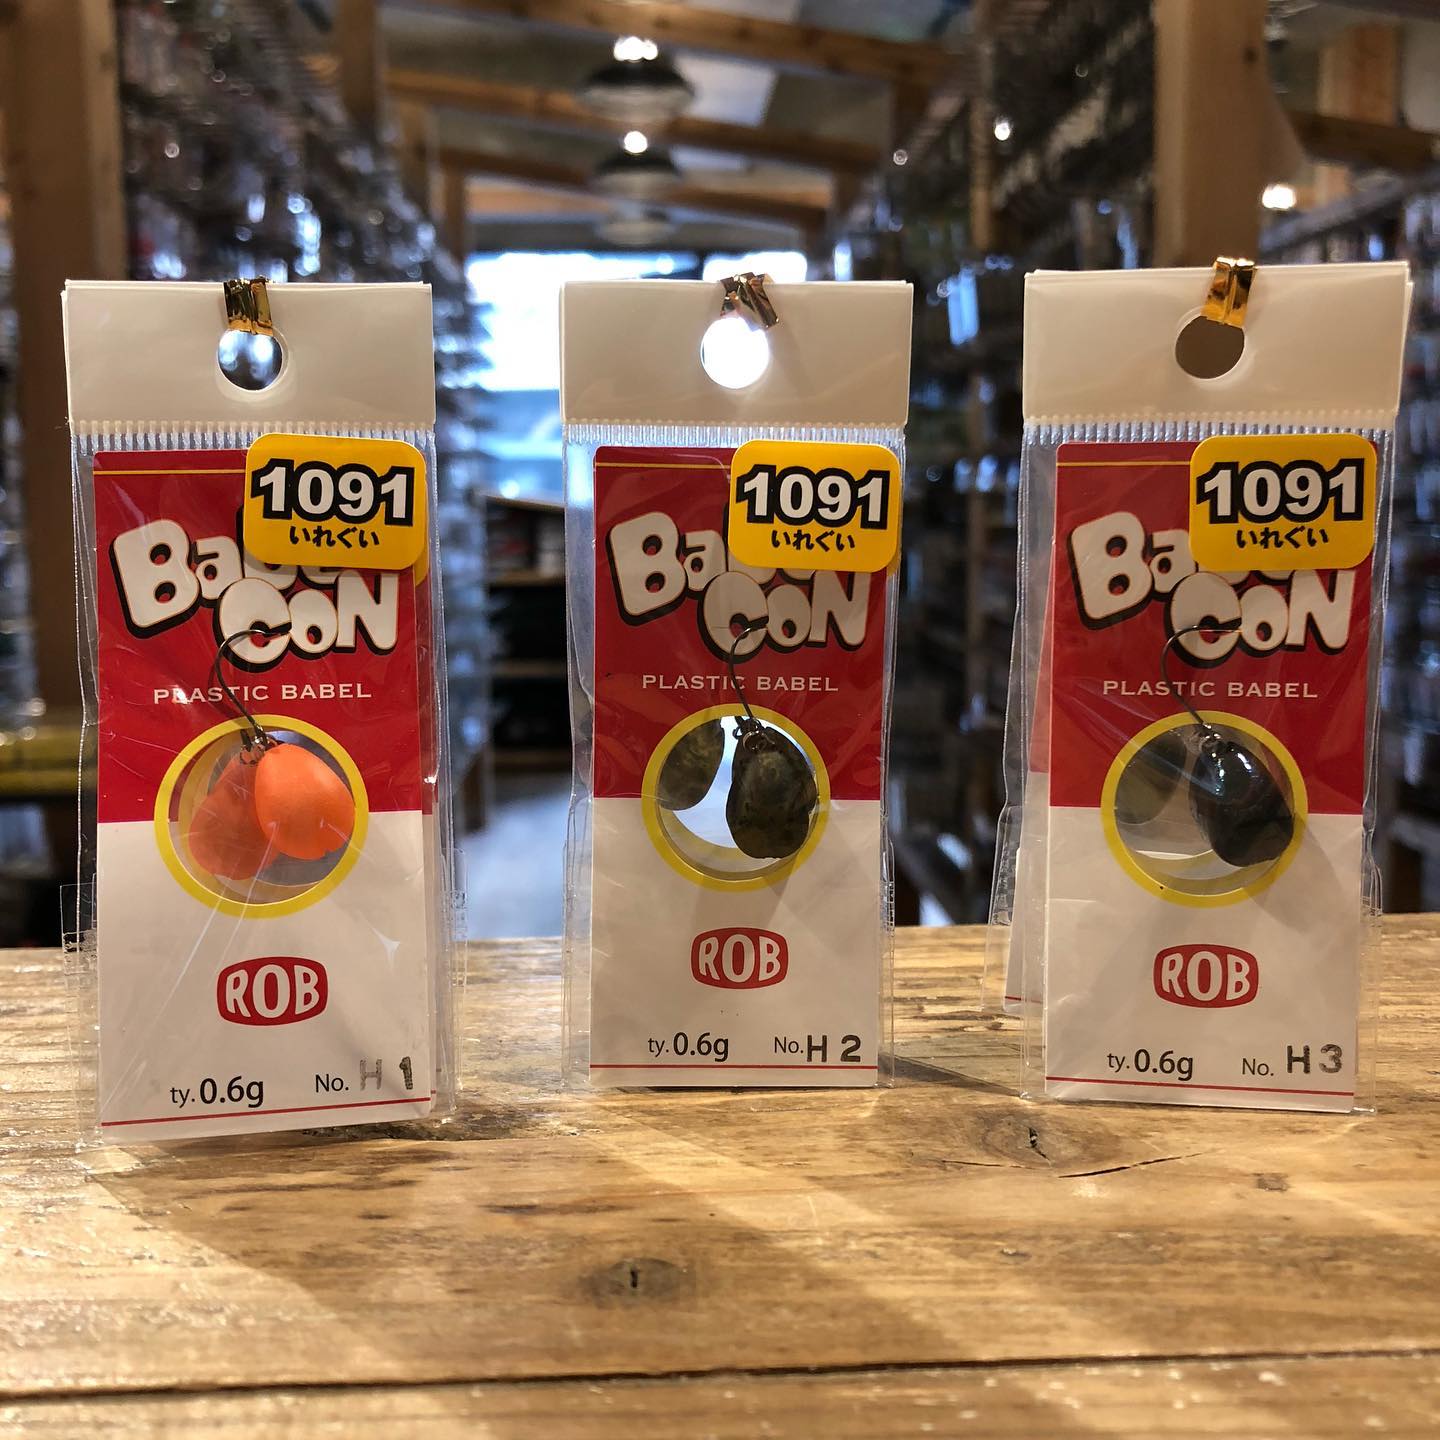 1091
いれぐい
CoN
PLASTIC BABEL
ROB
ty.0.6g No. H 1
1091
いれぐい
CoN
PLASTIC BABEL
ROB
ty.0.6g No. H 2
1091
いれぐい
CoN
PLASTIC BABEL
ROB
ty.0.6g No. H 3